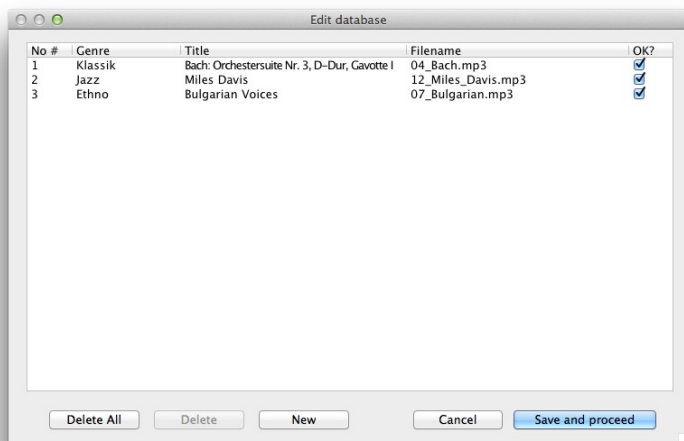 Edit database
No # Genre Title Filename OK?
1 Klassik Bach: Orchestersuite Nr. 3, D-Dur, Gavotte I 04_Bach.mp3
2 Jazz Miles Davis 12_Miles_Davis.mp3
3 Ethno Bulgarian Voices 07_Bulgarian.mp3
Delete All Delete New Cancel Save and proceed